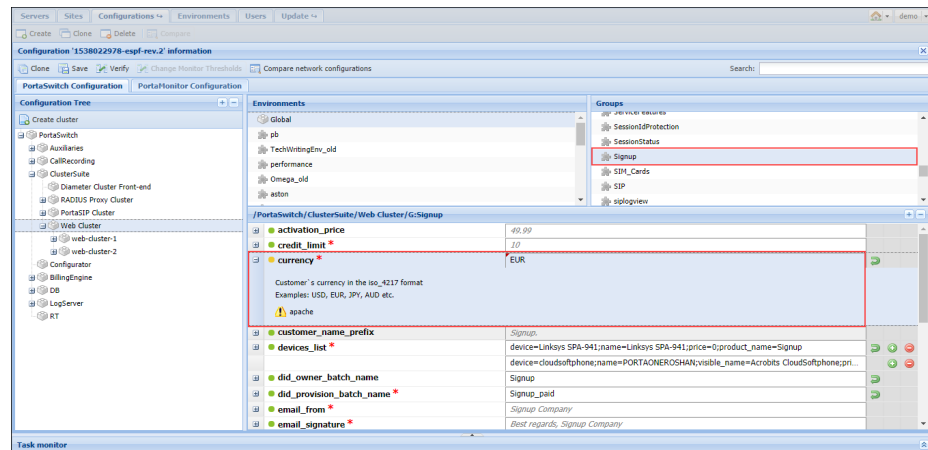 Servers Sites Configurations Environments Users Update demo
Create Clone Delete Compare
Configuration '1538022978-espf-rev.2' information
Clone Save Verify Change Monitor Thresholds Compare network configurations Search:
PortaSwitch Configuration PortaMonitor Configuration
Configuration Tree
Create cluster
PortaSwitch
Auxiliaries
CallRecording
ClusterSuite
Diameter Cluster Front-end
RADIUS Proxy Cluster
PortaSIP Cluster
Web Cluster
web-cluster-1
web-cluster-2
Configurator
BillingEngine
DB
LogServer
RT
Environments
Global
pb
TechWritingEnv_old
performance
Omega_old
aston
Groups
ServiceFeatures
SessionIdProtection
SessionStatus
Signup
SIM_Cards
SIP
siplogview
/PortaSwitch/ClusterSuite/Web Cluster/G:Signup
activation_price 49.99
credit_limit * 10
currency * EUR
Customer`s currency in the iso_4217 format
Examples: USD, EUR, JPY, AUD etc.
apache
customer_name_prefix Signup.
devices_list * device=Linksys SPA-941;name=Linksys SPA-941;price=0;product_name=Signup
device=cloudsoftphone;name=PORTAONEROSHAN;visible_name=Acrobits CloudSoftphone;pri...
did_owner_batch_name Signup
did_provision_batch_name * Signup_paid
email_from * Signup Company
email_signature * Best regards, Signup Company
Task monitor